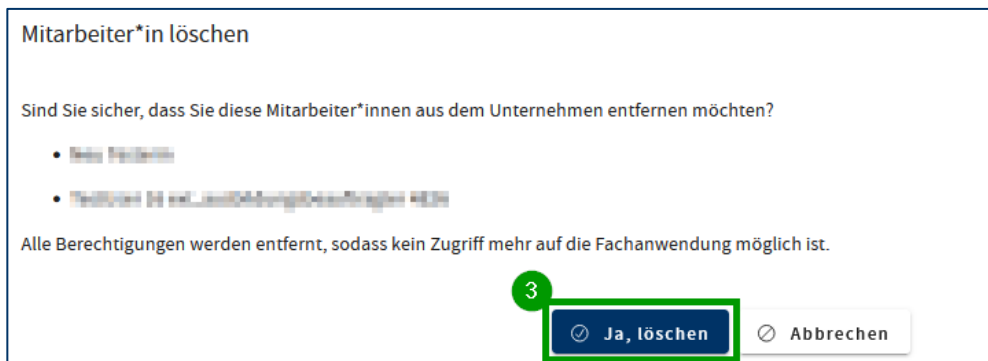 Mitarbeiter*in löschen
Sind Sie sicher, dass Sie diese Mitarbeiter*innen aus dem Unternehmen entfernen möchten?
Alle Berechtigungen werden entfernt, sodass kein Zugriff mehr auf die Fachanwendung möglich ist.
3
Ja, löschen Abbrechen